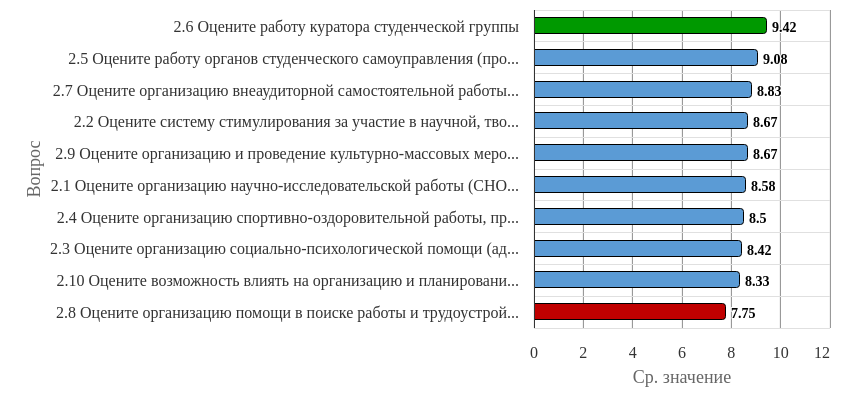 2.6 Оцените работу куратора студенческой группы
9.42
2.5 Оцените работу органов студенческого самоуправления (про...
9.08
2.7 Оцените организацию внеаудиторной самостоятельной работы...
8.83
2.2 Оцените систему стимулирования за участие в научной, тво...
8.67
2.9 Оцените организацию и проведение культурно-массовых меро...
8.67
2.1 Оцените организацию научно-исследовательской работы (СНО...
8.58
2.4 Оцените организацию спортивно-оздоровительной работы, пр...
8.5
2.3 Оцените организацию социально-психологической помощи (ад...
8.42
2.10 Оцените возможность влиять на организацию и планировани...
8.33
2.8 Оцените организацию помощи в поиске работы и трудоустрой...
7.75
Вопрос
0 2 4 6 8 10 12
Ср. значение